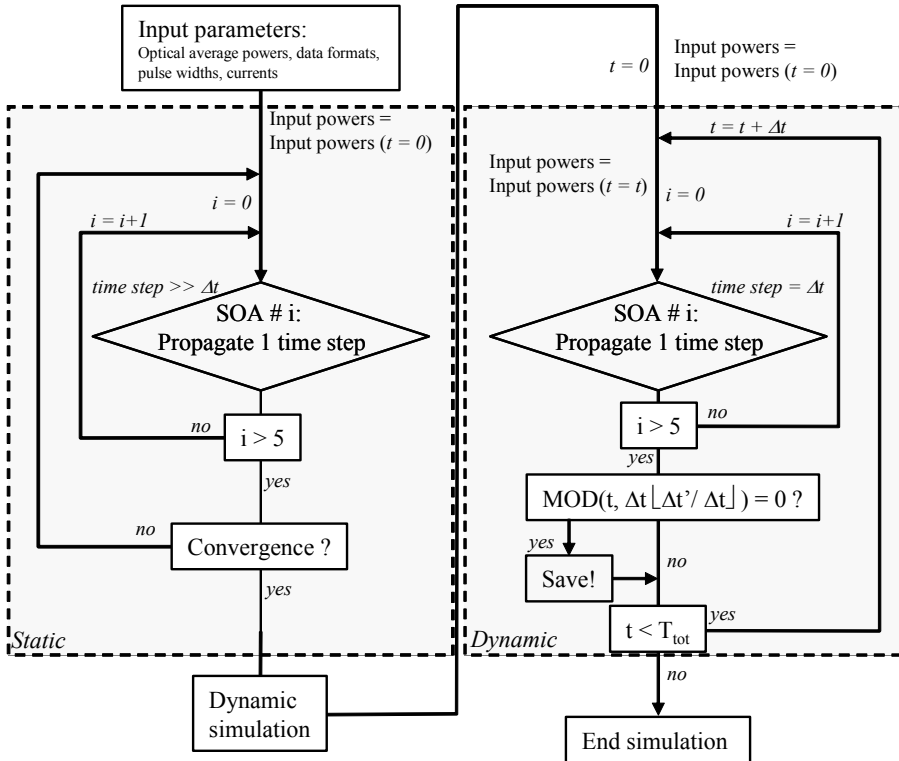 Input parameters:
Optical average powers, data formats,
pulse widths, currents
Input powers =
Input powers (t = 0)
i = 0
i = i+1
time step >> Δt
SOA # i:
Propagate 1 time step
no
i > 5
yes
no
Convergence ?
yes
Static
Dynamic
simulation
t = 0
Input powers =
Input powers (t = 0)
t = t + Δt
Input powers =
Input powers (t = t)
i = 0
i = i+1
time step = Δt
SOA # i:
Propagate 1 time step
i > 5
no
yes
MOD(t, Δt⌊Δt’/ Δt⌋) = 0 ?
yes
no
Save!
yes
t < Ttot
Dynamic
no
End simulation